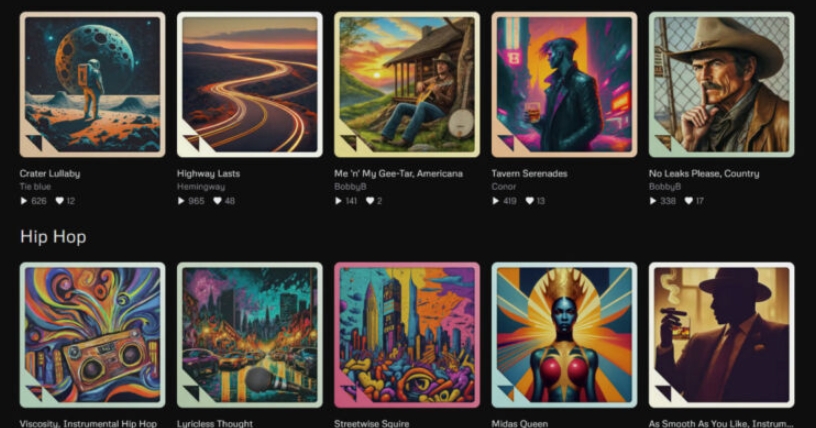 Crater Lullaby
Tie blue
626 12
Highway Lasts
Hemingway
965 48
Me 'n' My Gee-Tar, Americana
BobbyB
141 2
Tavern Serenades
Conor
419 13
No Leaks Please, Country
BobbyB
338 17
Hip Hop
Viscosity, Instrumental Hip Hop
Lyricless Thought
Streetwise Squire
Midas Queen
As Smooth As You Like, Instrum...